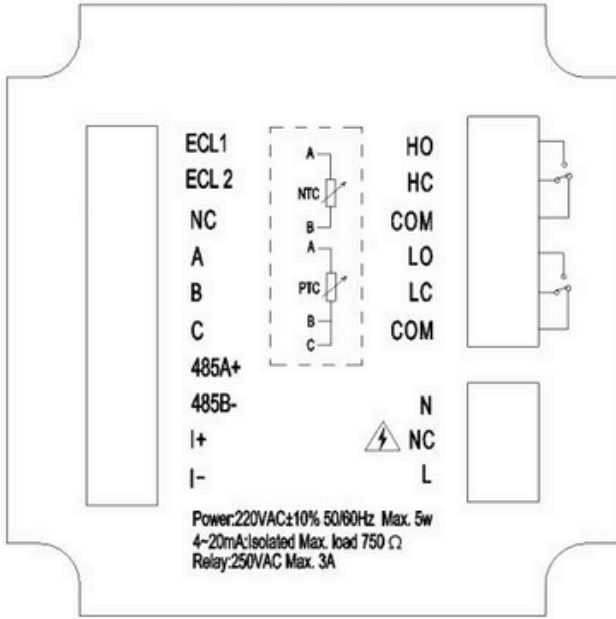 ECL1
ECL 2
NC
A
B
C
485A+
485B-
I+
I-
A
NTC
B
A
PTC
B
C
HO
HC
COM
LO
LC
COM
N
NC
L
Power:220VAC±10% 50/60Hz Max. 5w
4~20mA:Isolated Max. load 750 Ω
Relay:250VAC Max. 3A